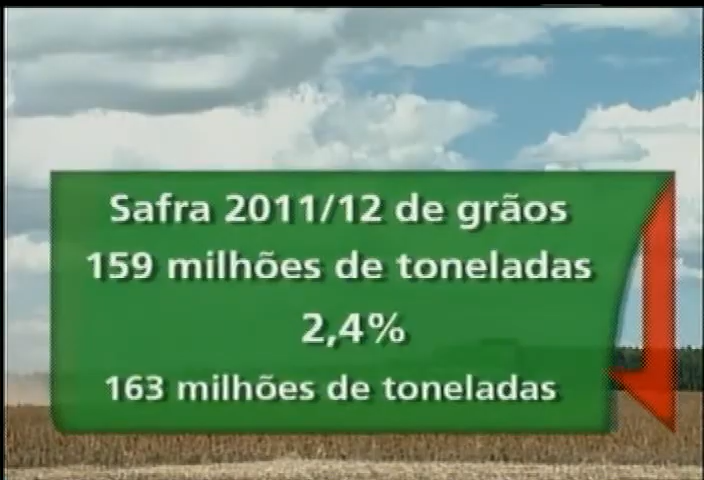 Safra 2011/12 de grãos
159 milhões de toneladas
2,4%
163 milhões de toneladas